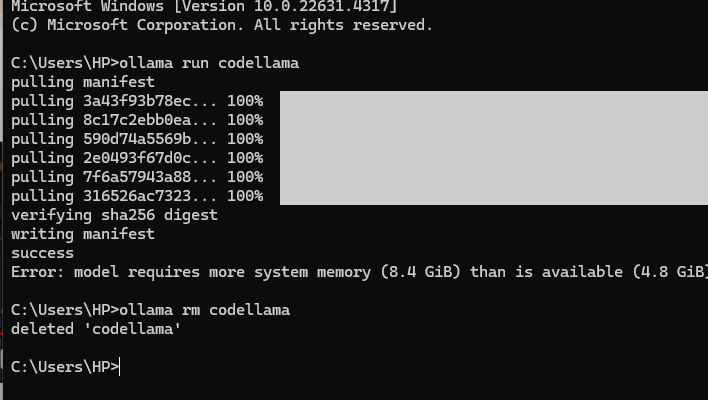 Microsoft Windows [Version 10.0.22631.4317]
(c) Microsoft Corporation. All rights reserved.
C:\Users\HP>ollama run codellama
pulling manifest
pulling 3a43f93b78ec... 100%
pulling 8c17c2ebb0ea... 100%
pulling 590d74a5569b... 100%
pulling 2e0493f67d0c... 100%
pulling 7f6a57943a88... 100%
pulling 316526ac7323... 100%
verifying sha256 digest
writing manifest
success
Error: model requires more system memory (8.4 GiB) than is available (4.8 GiB)
C:\Users\HP>ollama rm codellama
deleted 'codellama'
C:\Users\HP>